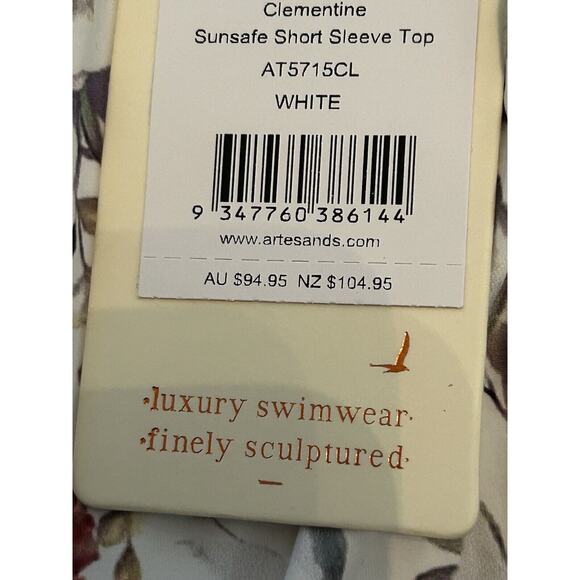 Clementine
Sunsafe Short Sleeve Top
AT5715CL
WHITE
9 347760 386144
www.artesands.com
AU $94.95 NZ $104.95
·luxury swimwear·
·finely sculptured·